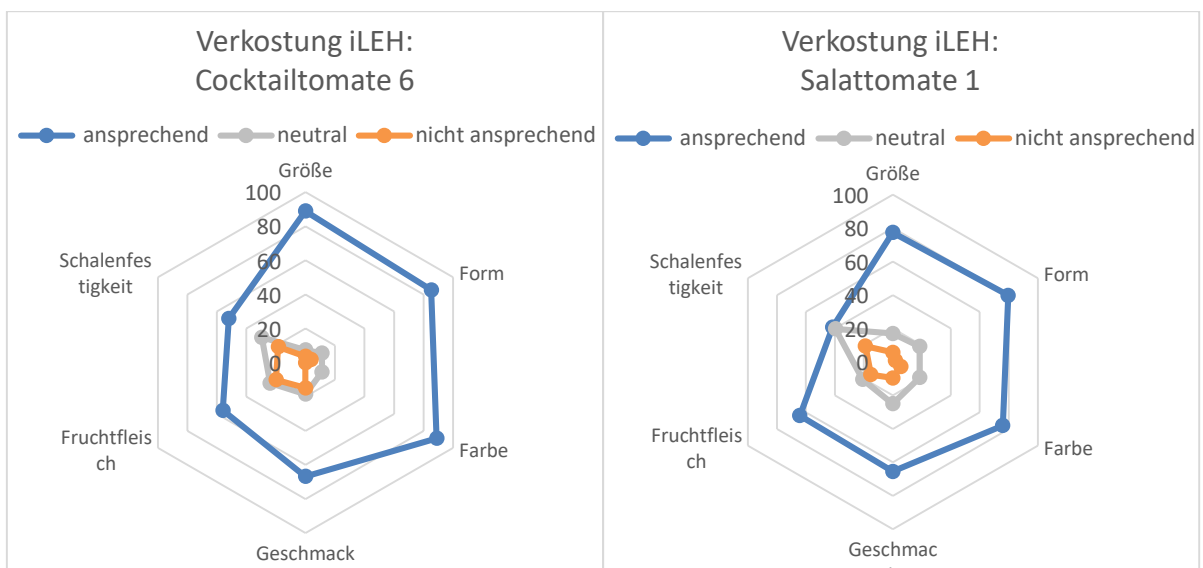 Verkostung iLEH:
Cocktailtomate 6
ansprechend neutral nicht ansprechend
Größe
100
80
60
40
20
0
Form
Farbe
Geschmack
Fruchtfleis
ch
Schalenfes
tigkeit
Verkostung iLEH:
Salattomate 1
ansprechend neutral nicht ansprechend
Größe
100
80
60
40
20
0
Form
Farbe
Geschmac
Fruchtfleis
ch
Schalenfes
tigkeit